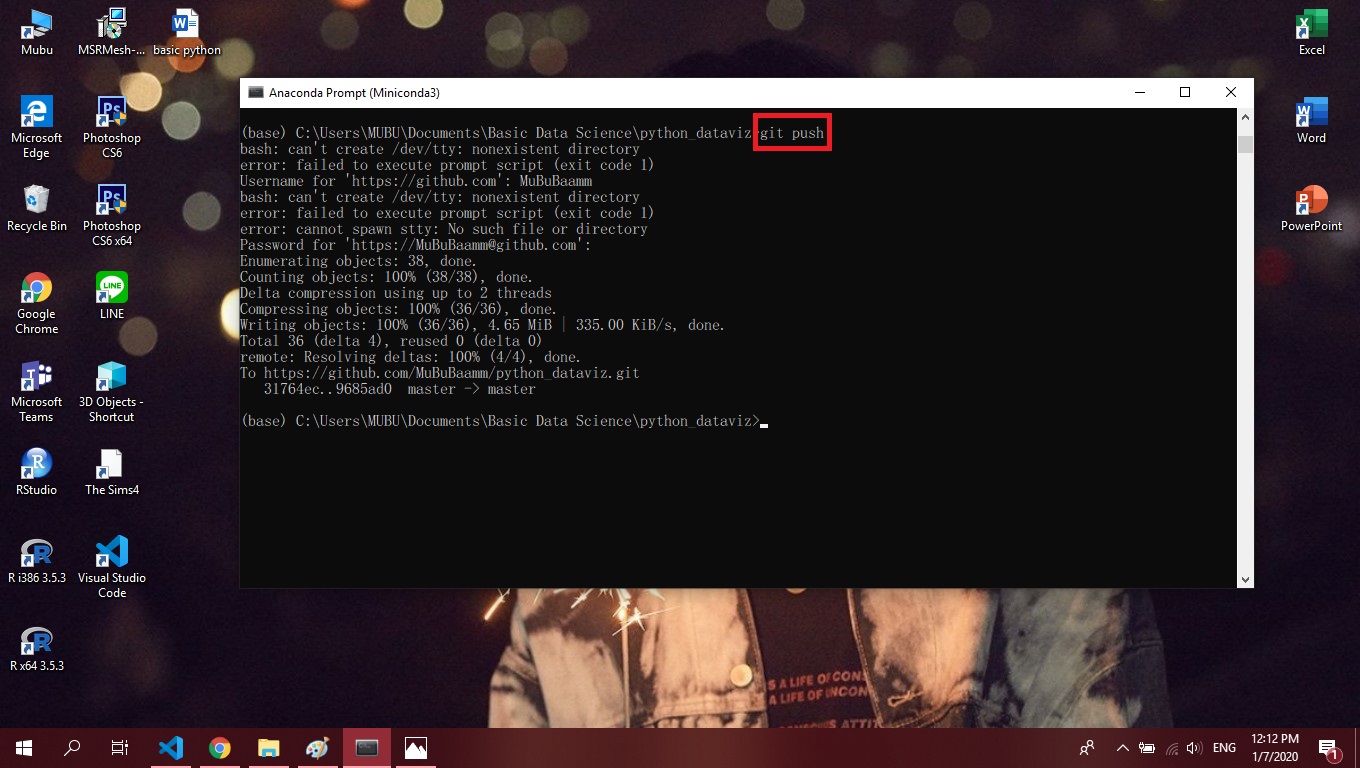 Mubu
MSRMesh-...
basic python
Excel
Microsoft
Edge
Photoshop
CS6
Word
Recycle Bin
Photoshop
CS6 x64
PowerPoint
Google
Chrome
LINE
Microsoft
Teams
3D Objects -
Shortcut
RStudio
The Sims4
R i386 3.5.3
Visual Studio
Code
R x64 3.5.3
Anaconda Prompt (Miniconda3)
(base) C:\Users\MUBU\Documents\Basic Data Science\python_dataviz>git push
bash: can't create /dev/tty: nonexistent directory
error: failed to execute prompt script (exit code 1)
Username for 'https://github.com': MuBuBaamm
bash: can't create /dev/tty: nonexistent directory
error: failed to execute prompt script (exit code 1)
error: cannot spawn stty: No such file or directory
Password for 'https://MuBuBaamm@github.com':
Enumerating objects: 38, done.
Counting objects: 100% (38/38), done.
Delta compression using up to 2 threads
Compressing objects: 100% (36/36), done.
Writing objects: 100% (36/36), 4.65 MiB | 335.00 KiB/s, done.
Total 36 (delta 4), reused 0 (delta 0)
remote: Resolving deltas: 100% (4/4), done.
To https://github.com/MuBuBaamm/python_dataviz.git
31764ec..9685ad0  master -> master
(base) C:\Users\MUBU\Documents\Basic Data Science\python_dataviz>
A LIFE OF
A LIFE OF
ENG
12:12 PM
1/7/2020
1